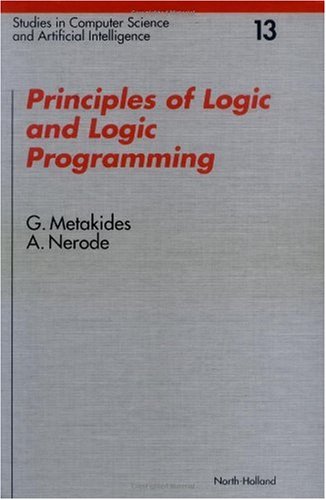 Studies in Computer Science 13
and Artificial Intelligence
Principles of Logic
and Logic
Programming
G. Metakides
A. Nerode
North-Holland